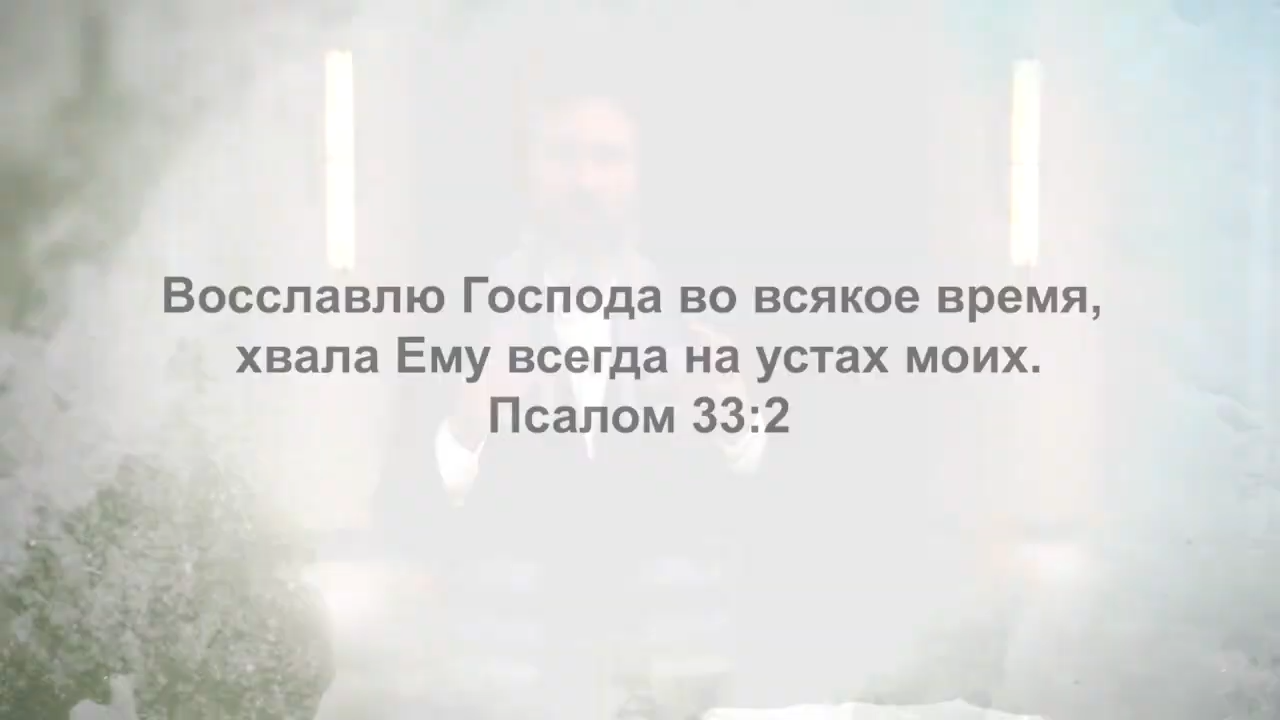 Восславлю Господа во всякое время,
хвала Ему всегда на устах моих.
Псалом 33:2